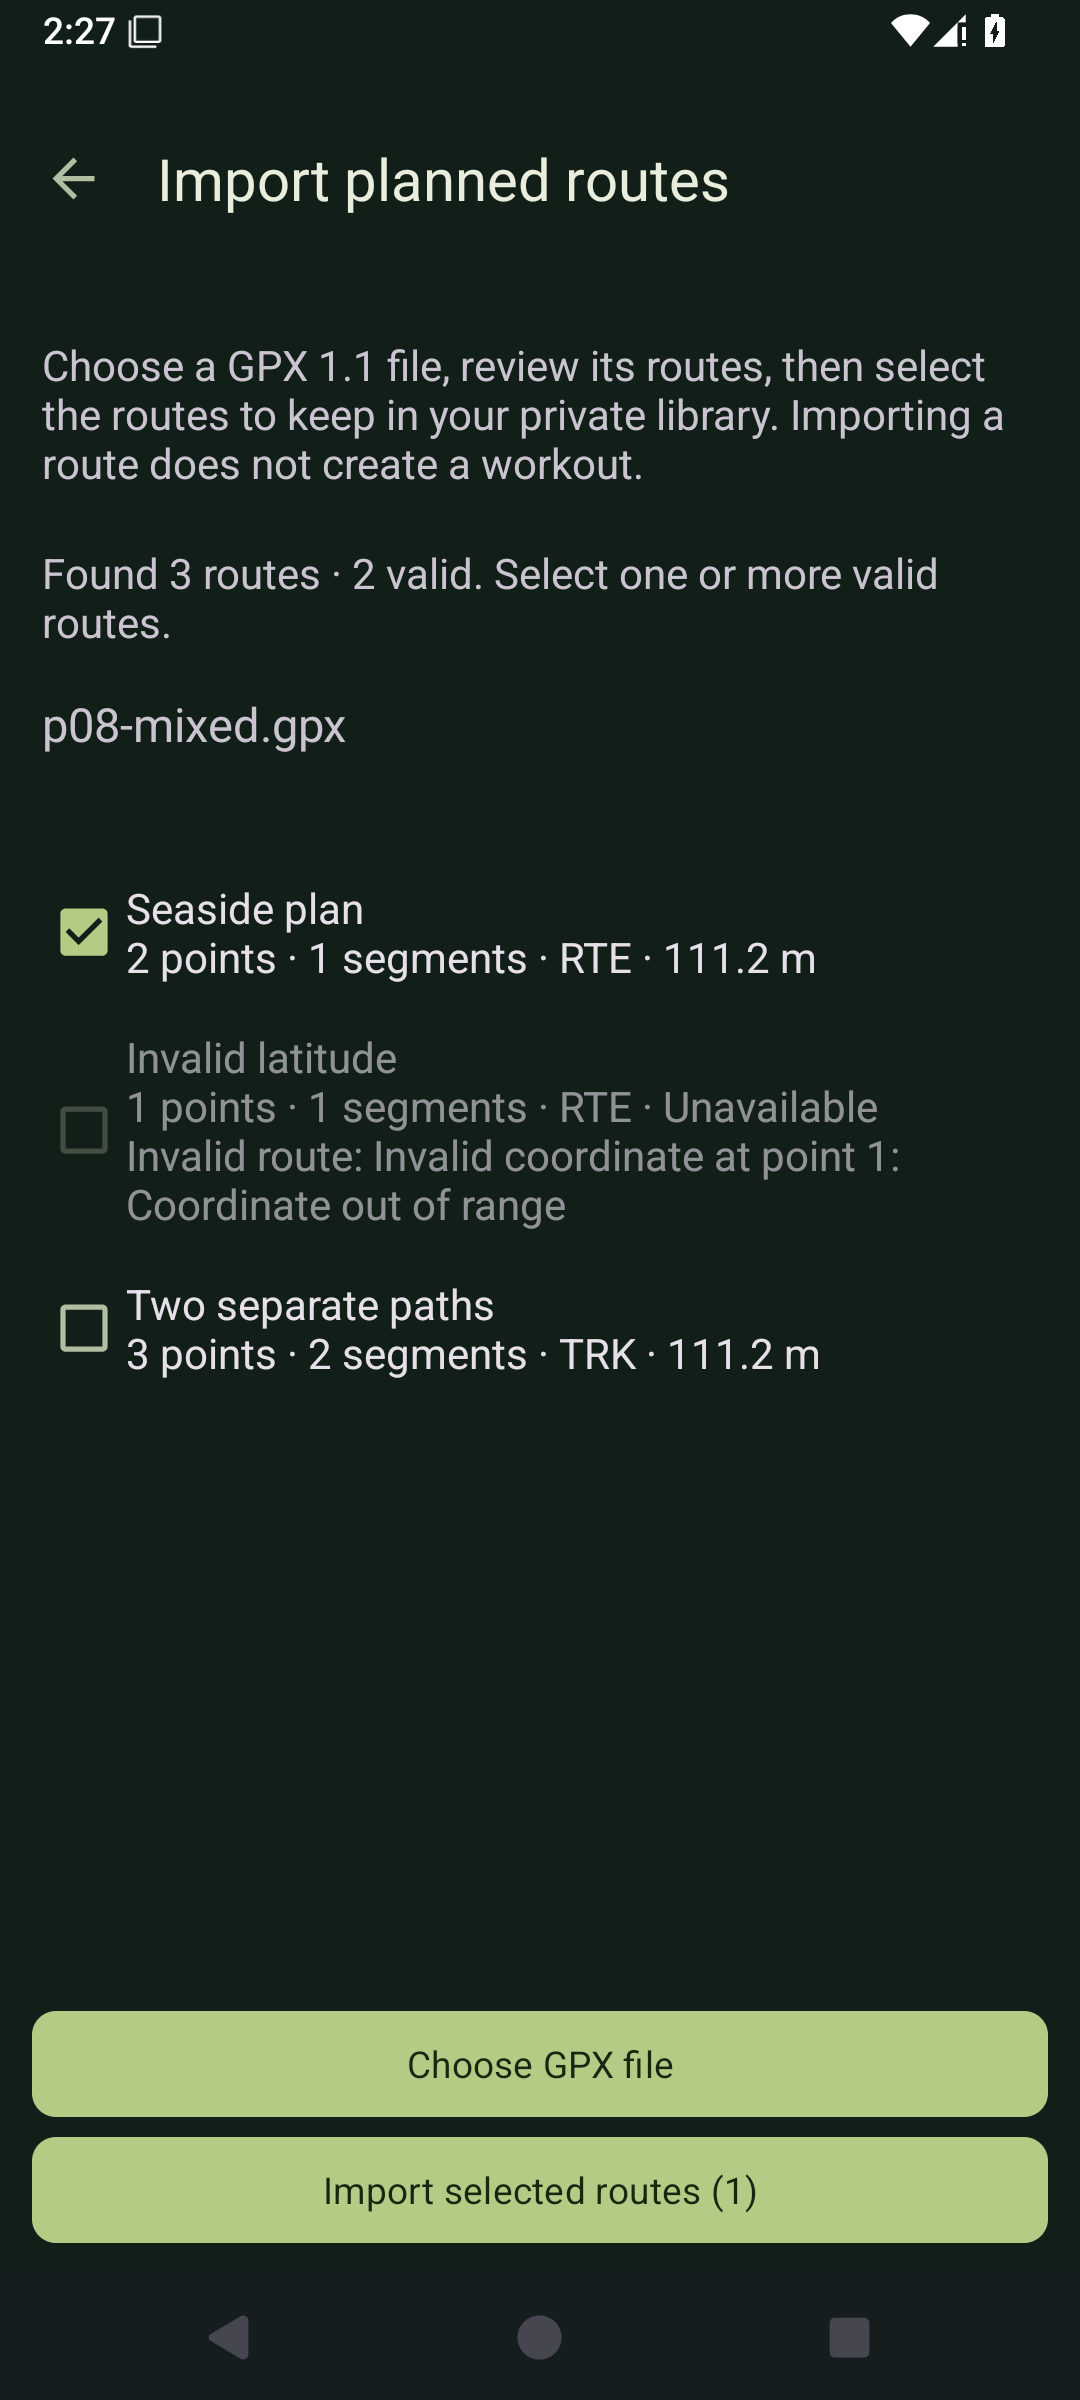 2:27
Import planned routes
Choose a GPX 1.1 file, review its routes, then select
the routes to keep in your private library. Importing a
route does not create a workout.
Found 3 routes · 2 valid. Select one or more valid
routes.
p08-mixed.gpx
Seaside plan
2 points · 1 segments · RTE · 111.2 m
Invalid latitude
1 points · 1 segments · RTE · Unavailable
Invalid route: Invalid coordinate at point 1:
Coordinate out of range
Two separate paths
3 points · 2 segments · TRK · 111.2 m
Choose GPX file
Import selected routes (1)